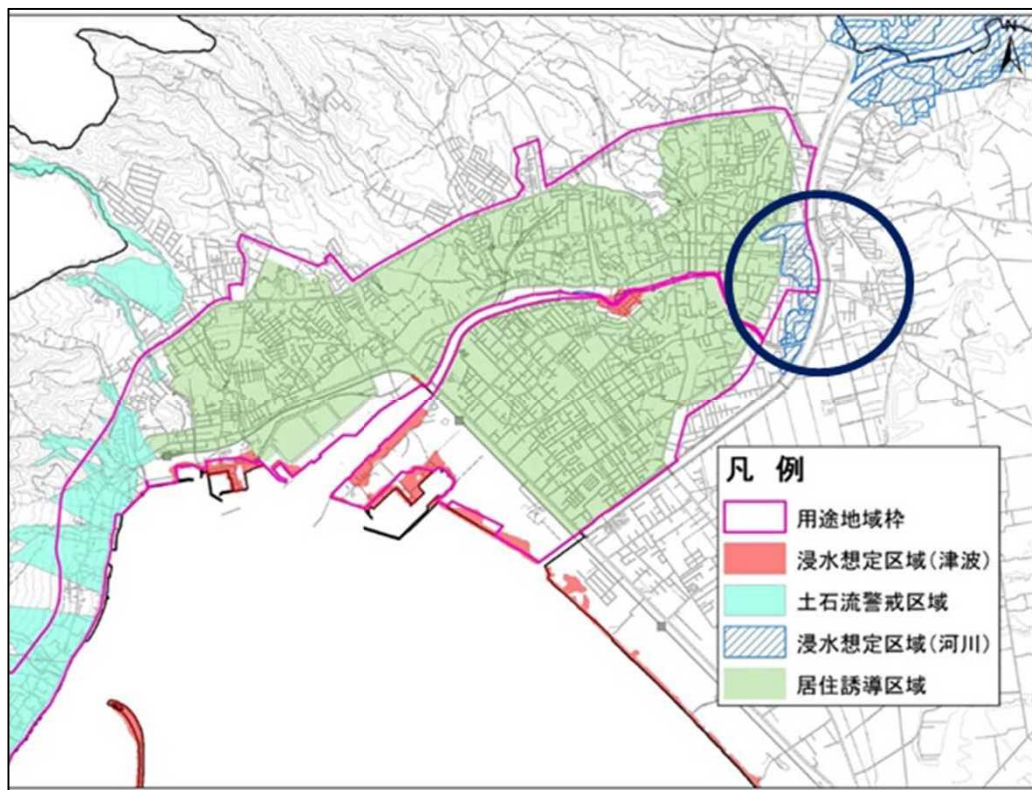 N
凡 例
用途地域枠
浸水想定区域(津波)
土石流警戒区域
浸水想定区域(河川)
居住誘導区域